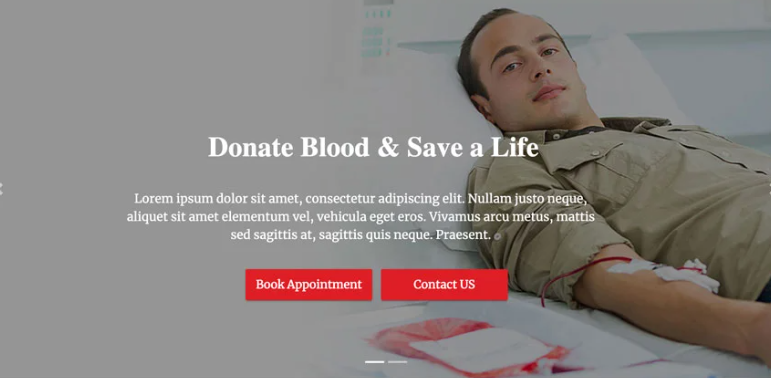 Donate Blood & Save a Life
Lorem ipsum dolor sit amet, consectetur adipiscing elit. Nullam justo neque,
aliquet sit amet elementum vel, vehicula eget eros. Vivamus arcu metus, mattis
sed sagittis at, sagittis quis neque. Praesent.
Book Appointment
Contact US